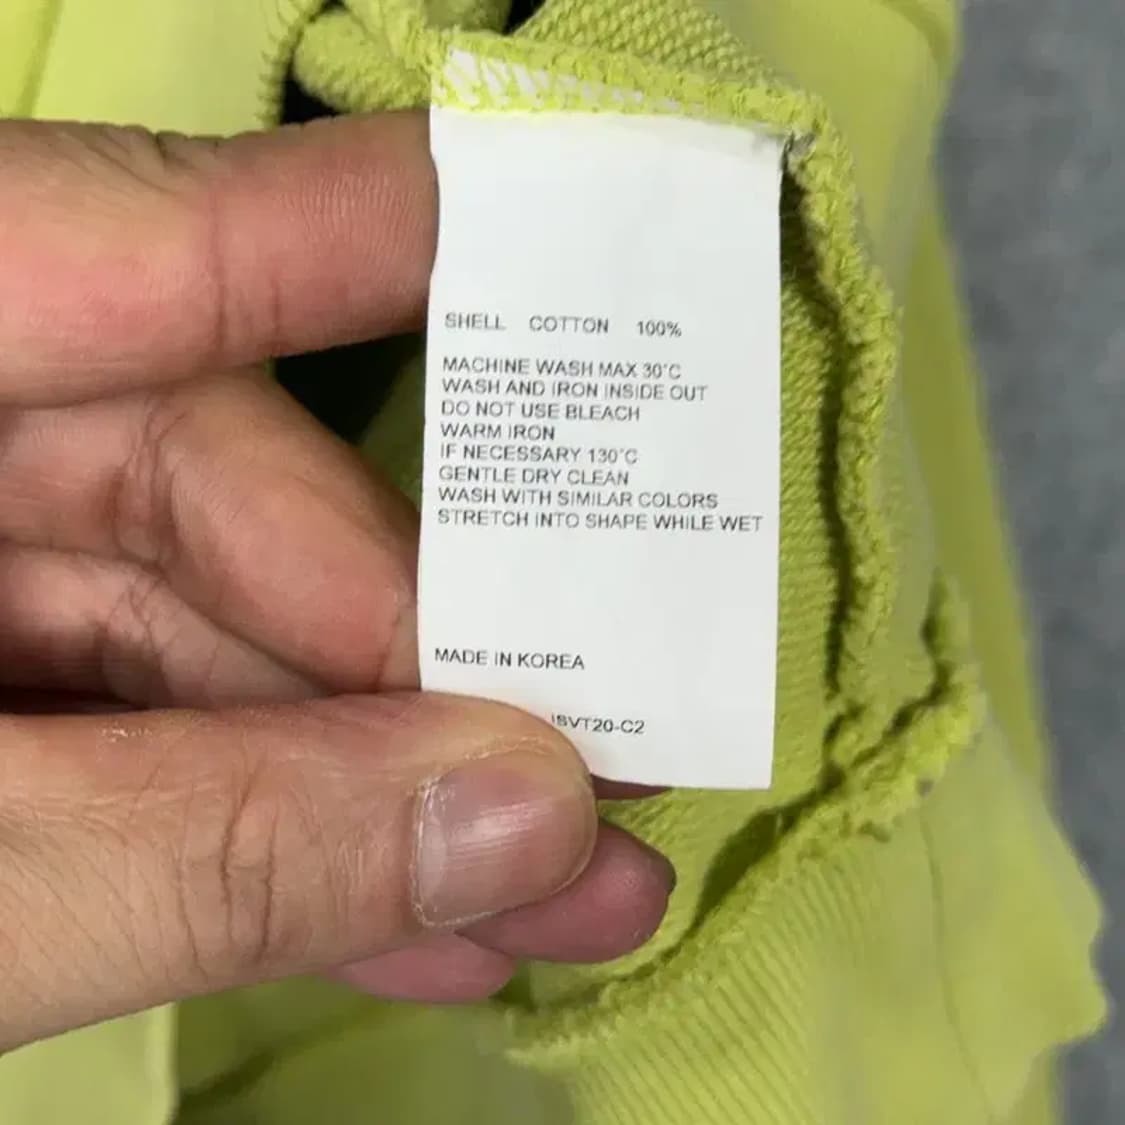 SHELL COTTON 100%
MACHINE WASH MAX 30°C
WASH AND IRON INSIDE OUT
DO NOT USE BLEACH
WARM IRON
IF NECESSARY 130°C
GENTLE DRY CLEAN
WASH WITH SIMILAR COLORS
STRETCH INTO SHAPE WHILE WET
MADE IN KOREA